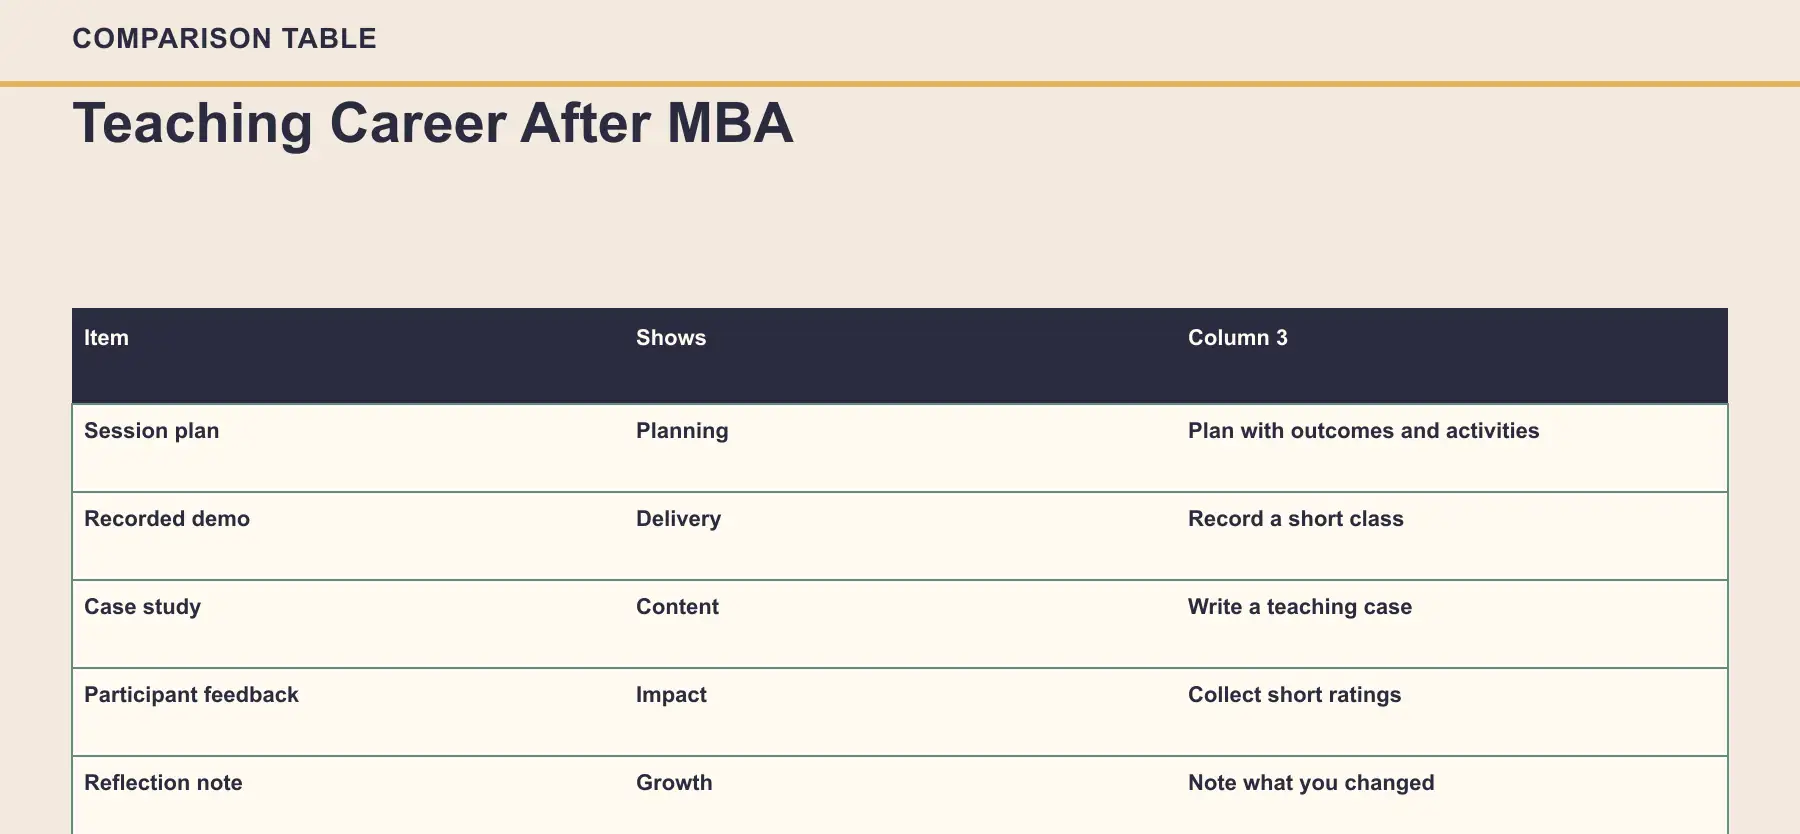 COMPARISON TABLE
Teaching Career After MBA
Item Shows Column 3
Session plan Planning Plan with outcomes and activities
Recorded demo Delivery Record a short class
Case study Content Write a teaching case
Participant feedback Impact Collect short ratings
Reflection note Growth Note what you changed